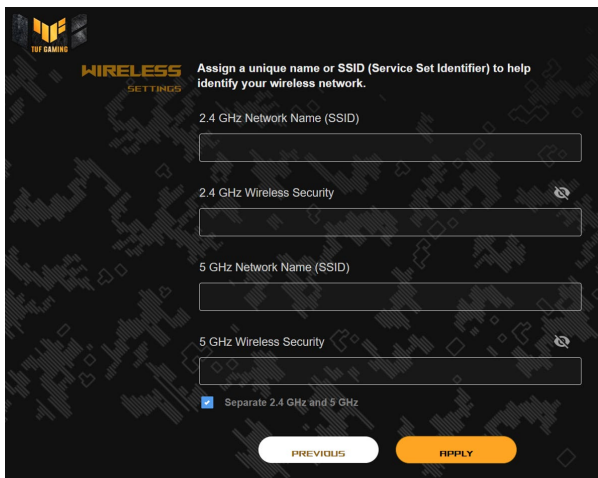 TUF GAMING
WIRELESS
SETTINGS
Assign a unique name or SSID (Service Set Identifier) to help
identify your wireless network.
2.4 GHz Network Name (SSID)
2.4 GHz Wireless Security
5 GHz Network Name (SSID)
5 GHz Wireless Security
Separate 2.4 GHz and 5 GHz
PREVIOUS
APPLY